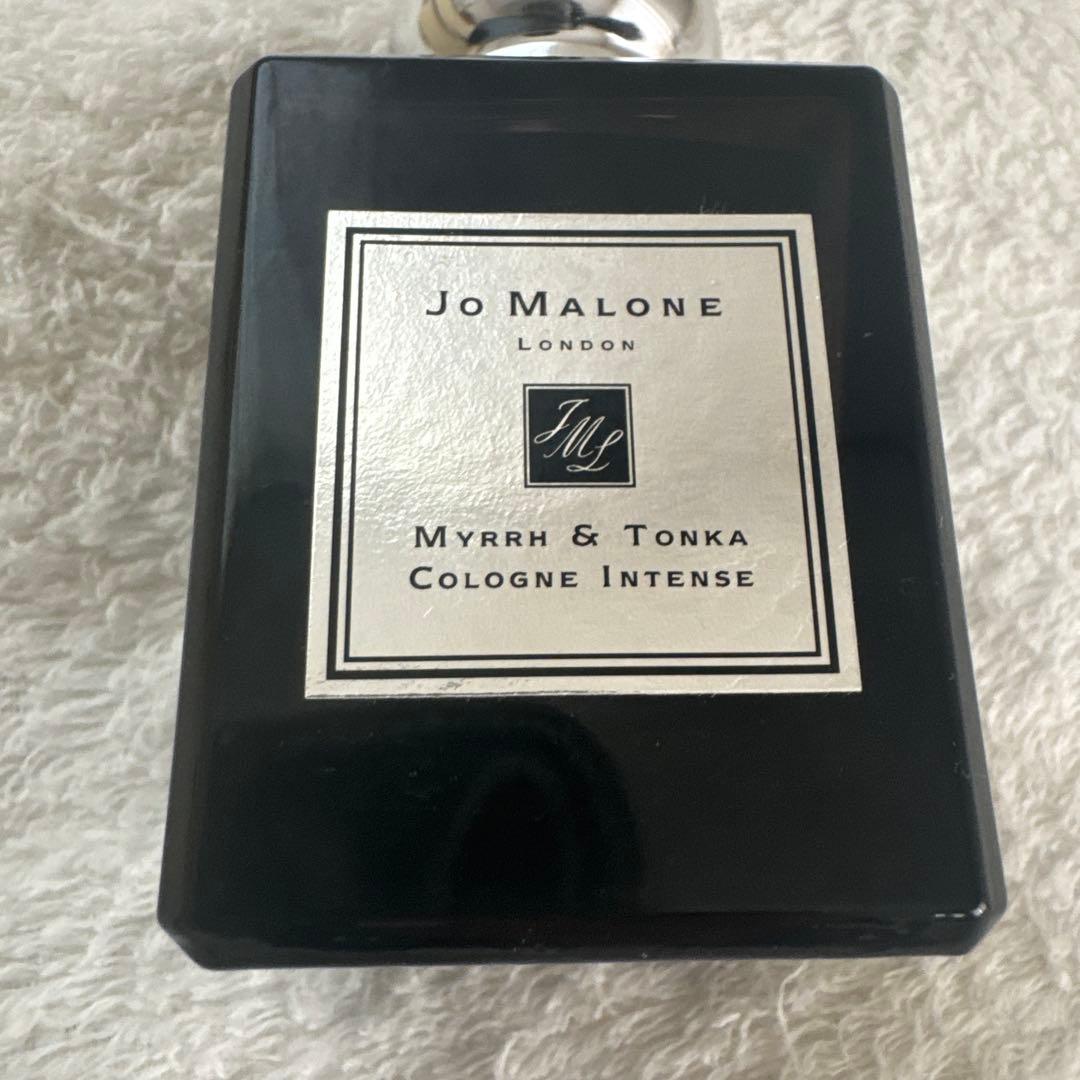 Jo Malone
London
JML
Myrrh & Tonka
Cologne Intense